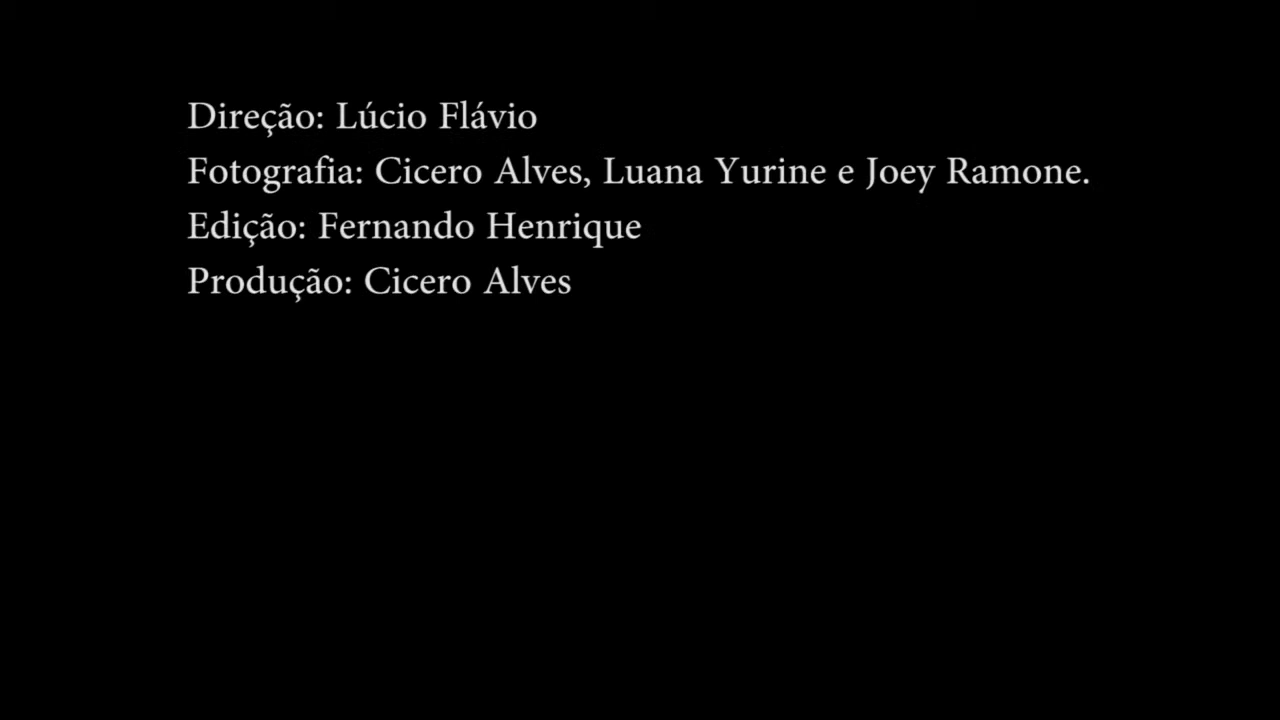 Direção: Lúcio Flávio
Fotografia: Cicero Alves, Luana Yurine e Joey Ramone.
Edição: Fernando Henrique
Produção: Cicero Alves